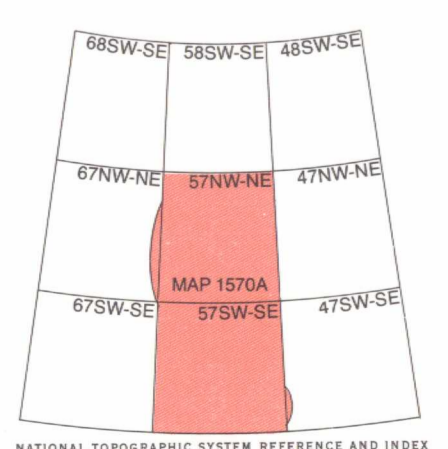 68SW-SE 58SW-SE 48SW-SE
67NW-NE 57NW-NE 47NW-NE
MAP 1570A
67SW-SE 57SW-SE 47SW-SE
NATIONAL TOPOGRAPHIC SYSTEM REFERENCE AND INDEX